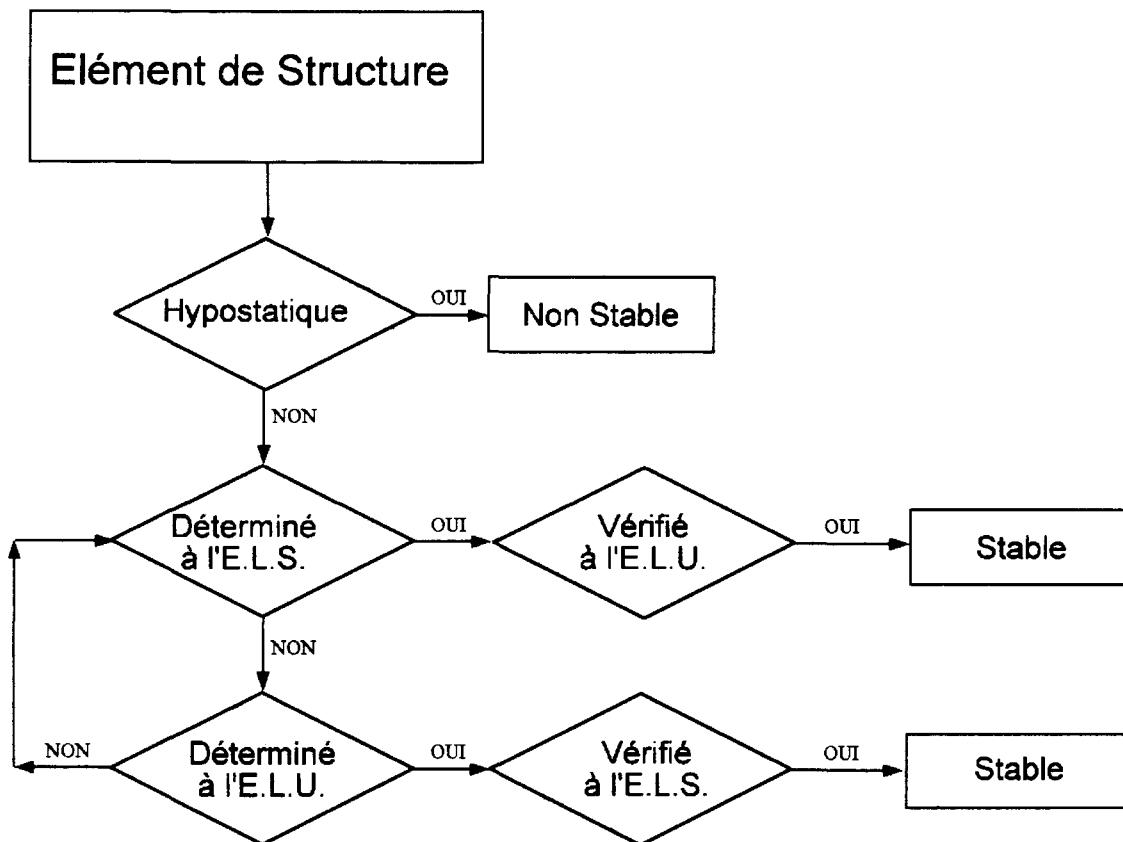 Elément de Structure
Hypostatique
OUI
Non Stable
NON
Déterminé
à l'E.L.S.
OUI
Vérifié
à l'E.L.U.
OUI
Stable
NON
NON
Déterminé
à l'E.L.U.
OUI
Vérifié
à l'E.L.S.
OUI
Stable